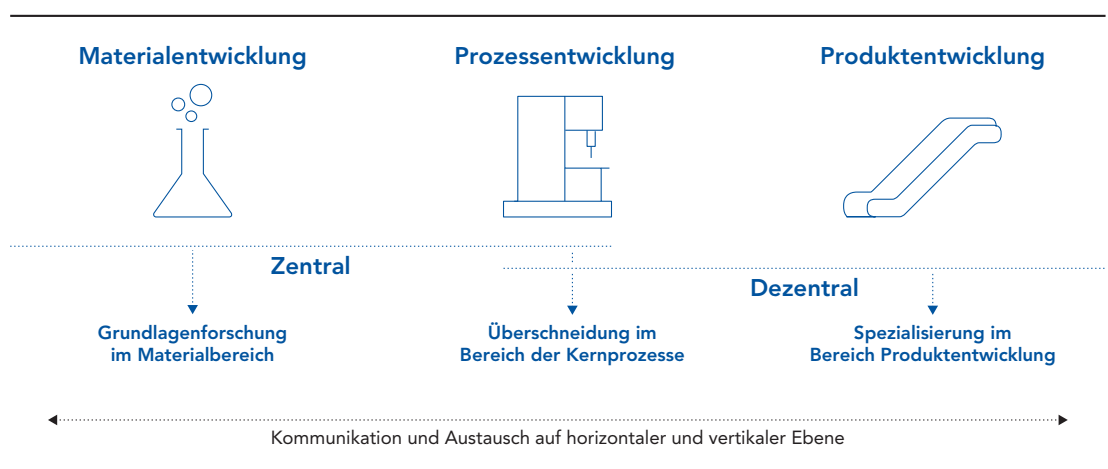 Materialentwicklung
Prozessentwicklung
Produktentwicklung
Zentral
Dezentral
Grundlagenforschung
im Materialbereich
Überschneidung im
Bereich der Kernprozesse
Spezialisierung im
Bereich Produktentwicklung
Kommunikation und Austausch auf horizontaler und vertikaler Ebene